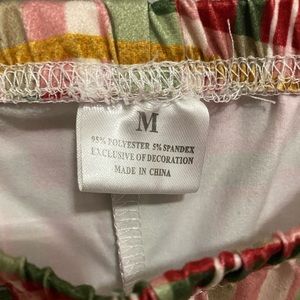 M
95% POLYESTER 5% SPANDEX
EXCLUSIVE OF DECORATION
MADE IN CHINA